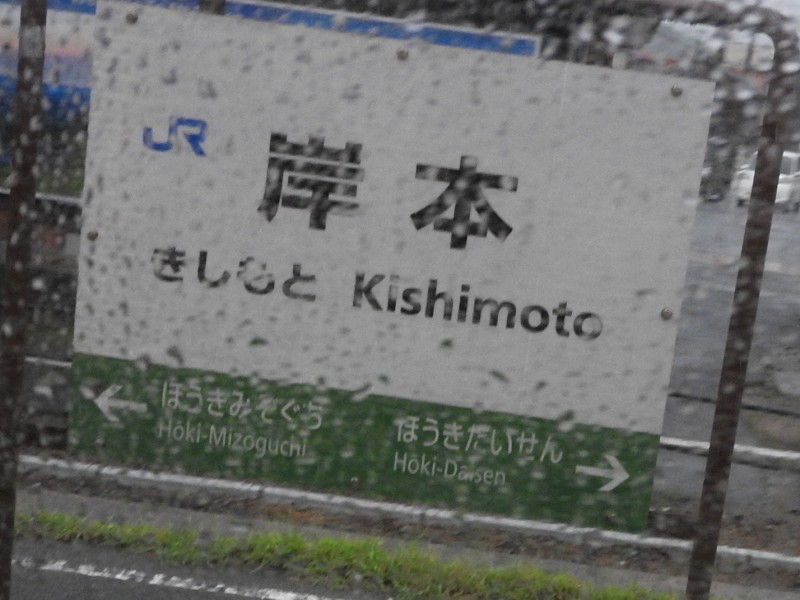 JR
岸本
きしもと Kishimoto
ほうきみぞぐち
Hōki-Mizoguchi
ほうきだいせん
Hōki-Daisen